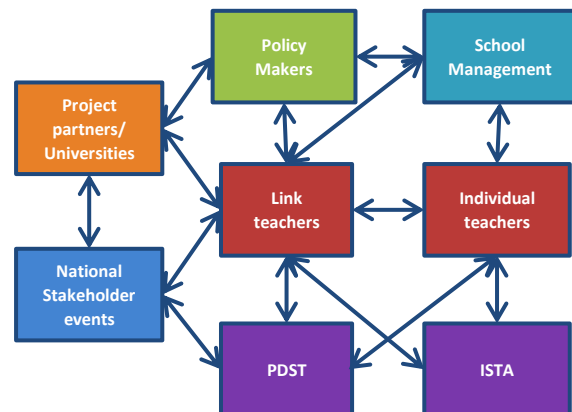 Policy
Makers
School
Management
Project
partners/
Universities
Link
teachers
Individual
teachers
National
Stakeholder
events
PDST
ISTA